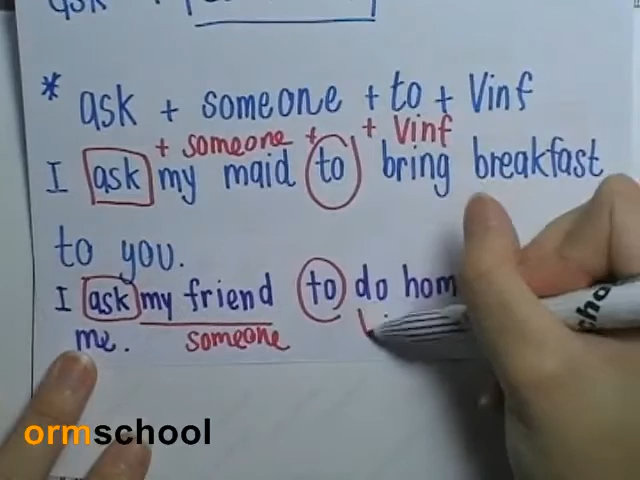 ask +
* ask + someone + to + Vinf
+ someone + + Vinf
I ask my maid to bring breakfast
to you.
I ask my friend to do hom
me. someone
ormschool